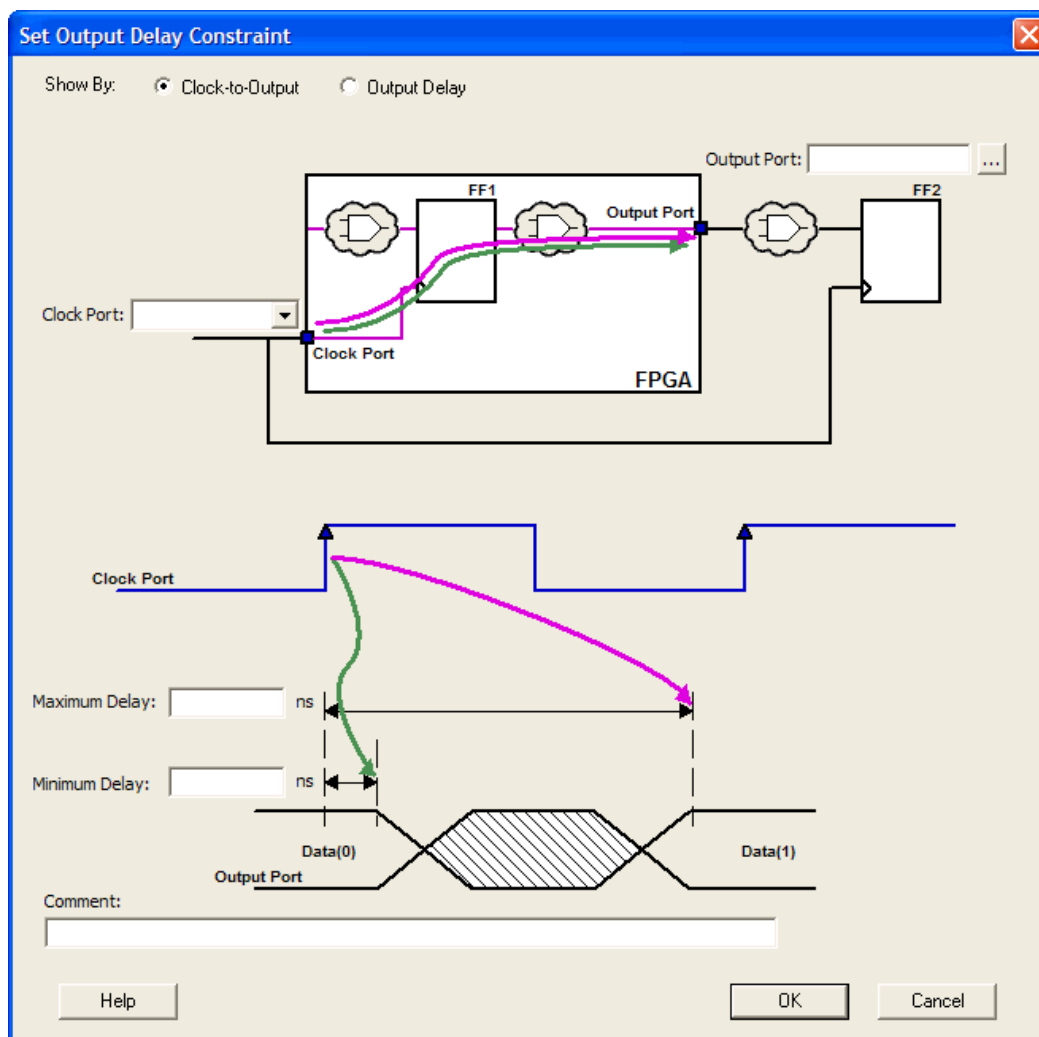 Set Output Delay Constraint
Show By:
Clock-to-Output
Output Delay
Output Port:
...
FF1
FF2
Output Port
Clock Port:
Clock Port
FPGA
Clock Port
Maximum Delay:
ns
Minimum Delay:
ns
Data(0)
Data(1)
Output Port
Comment:
Help
OK
Cancel